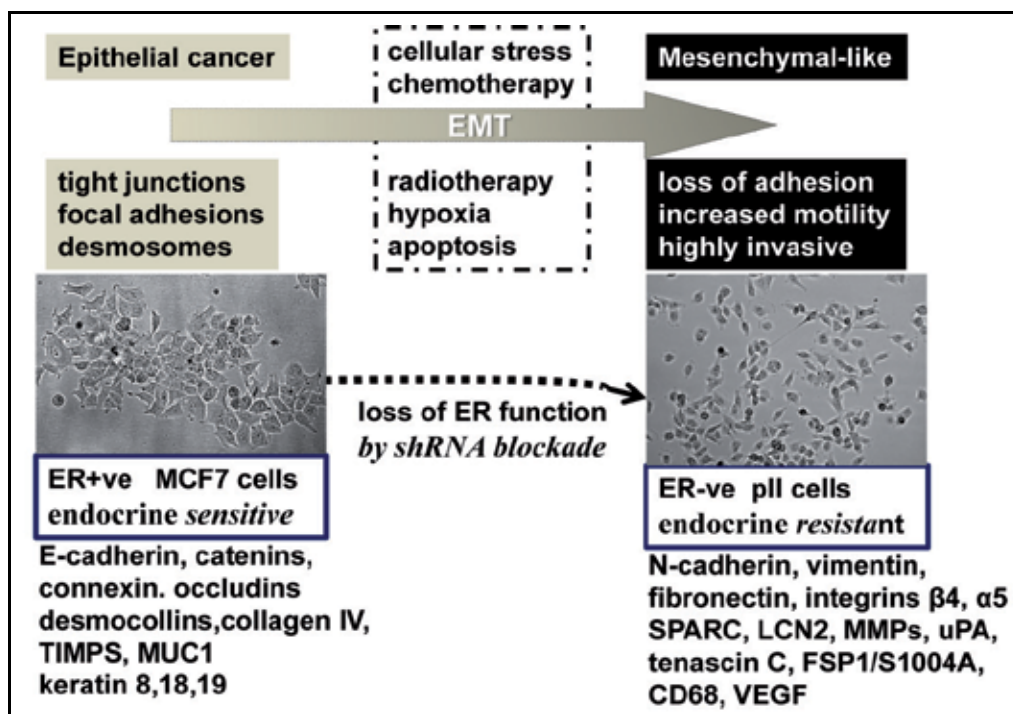 Epithelial cancer
cellular stress
chemotherapy
Mesenchymal-like
EMT
tight junctions
focal adhesions
desmosomes
radiotherapy
hypoxia
apoptosis
loss of adhesion
increased motility
highly invasive
loss of ER function
by shRNA blockade
ER+ve MCF7 cells
endocrine sensitive
ER-ve pII cells
endocrine resistant
E-cadherin, catenins,
connexin. occludins
desmocollins,collagen IV,
TIMPS, MUC1
keratin 8,18,19
N-cadherin, vimentin,
fibronectin, integrins β4, α5
SPARC, LCN2, MMPs, uPA,
tenascin C, FSP1/S1004A,
CD68, VEGF